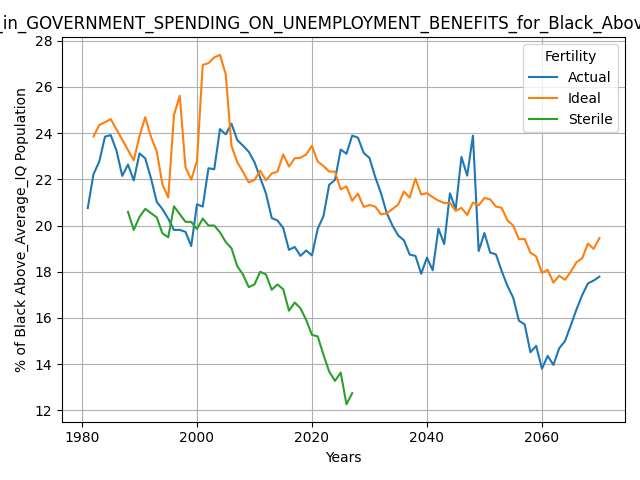 _in_GOVERNMENT_SPENDING_ON_UNEMPLOYMENT_BENEFITS_for_Black_Abov
28
26
24
22
20
18
16
14
12
% of Black Above_Average_IQ Population
Fertility
Actual
Ideal
Sterile
1980
2000
2020
2040
2060
Years